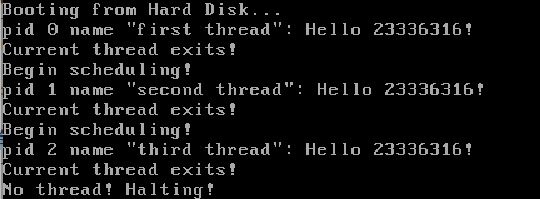 Booting from Hard Disk...
pid 0 name "first thread": Hello 23336316!
Current thread exits!
Begin scheduling!
pid 1 name "second thread": Hello 23336316!
Current thread exits!
Begin scheduling!
pid 2 name "third thread": Hello 23336316!
Current thread exits!
No thread! Halting!